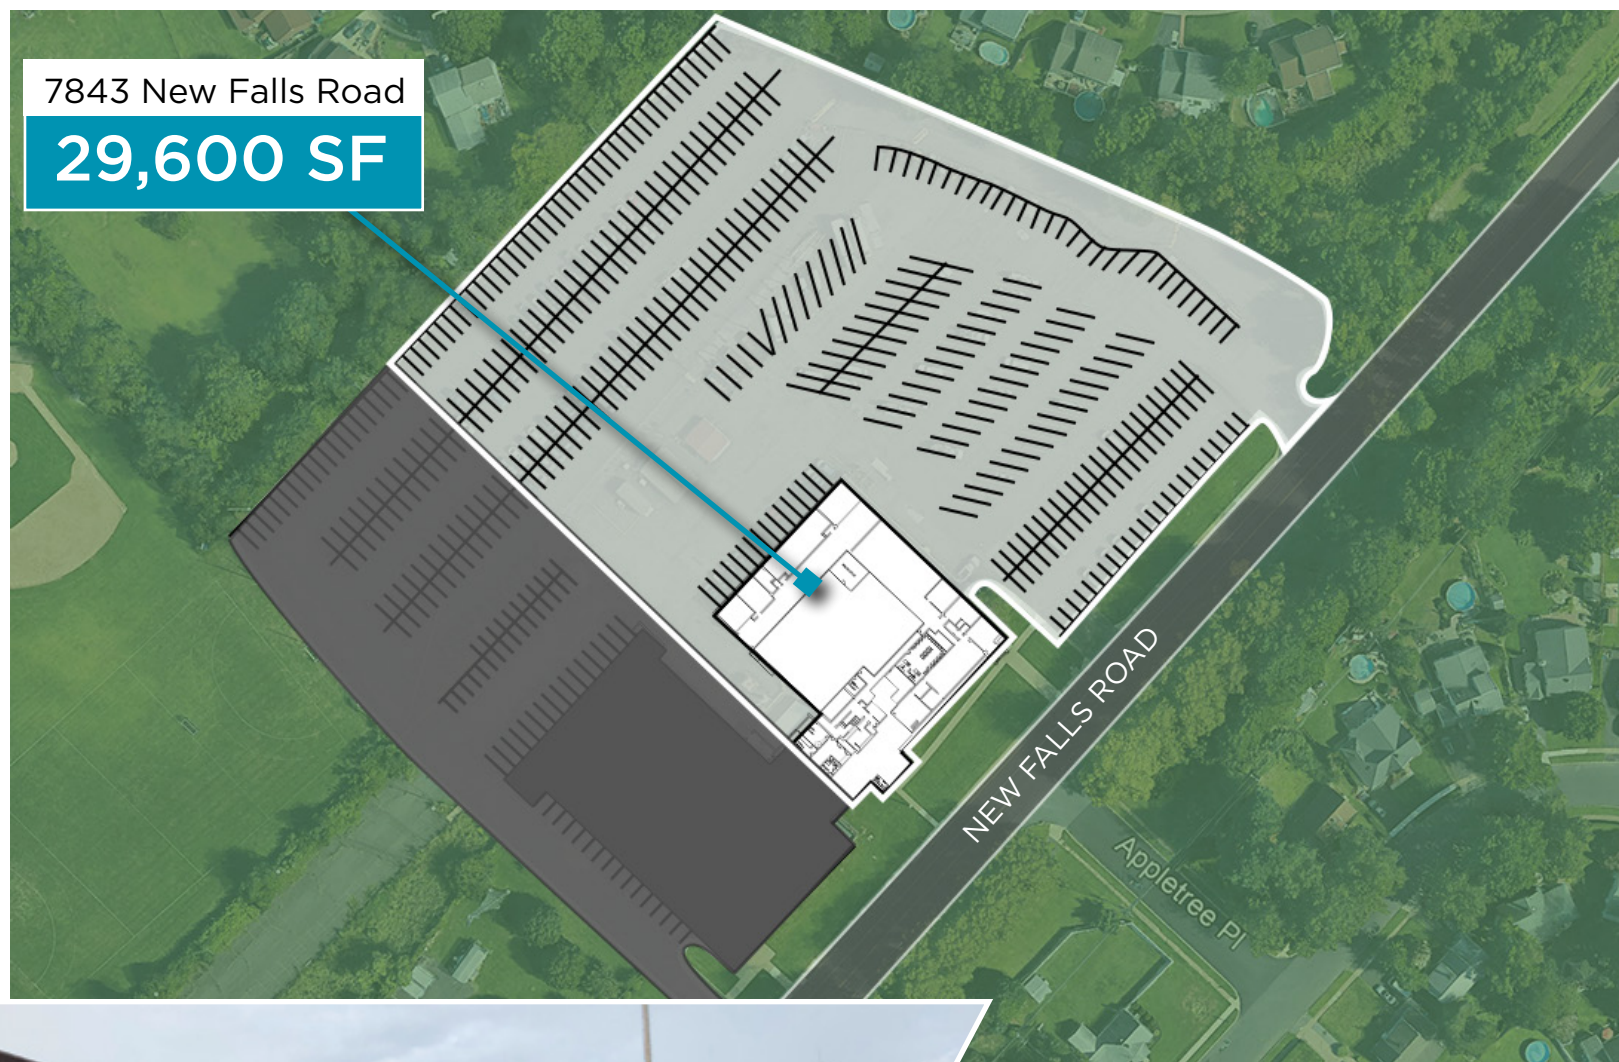 7843 New Falls Road
29,600 SF
NEW FALLS ROAD
Appletree Pl